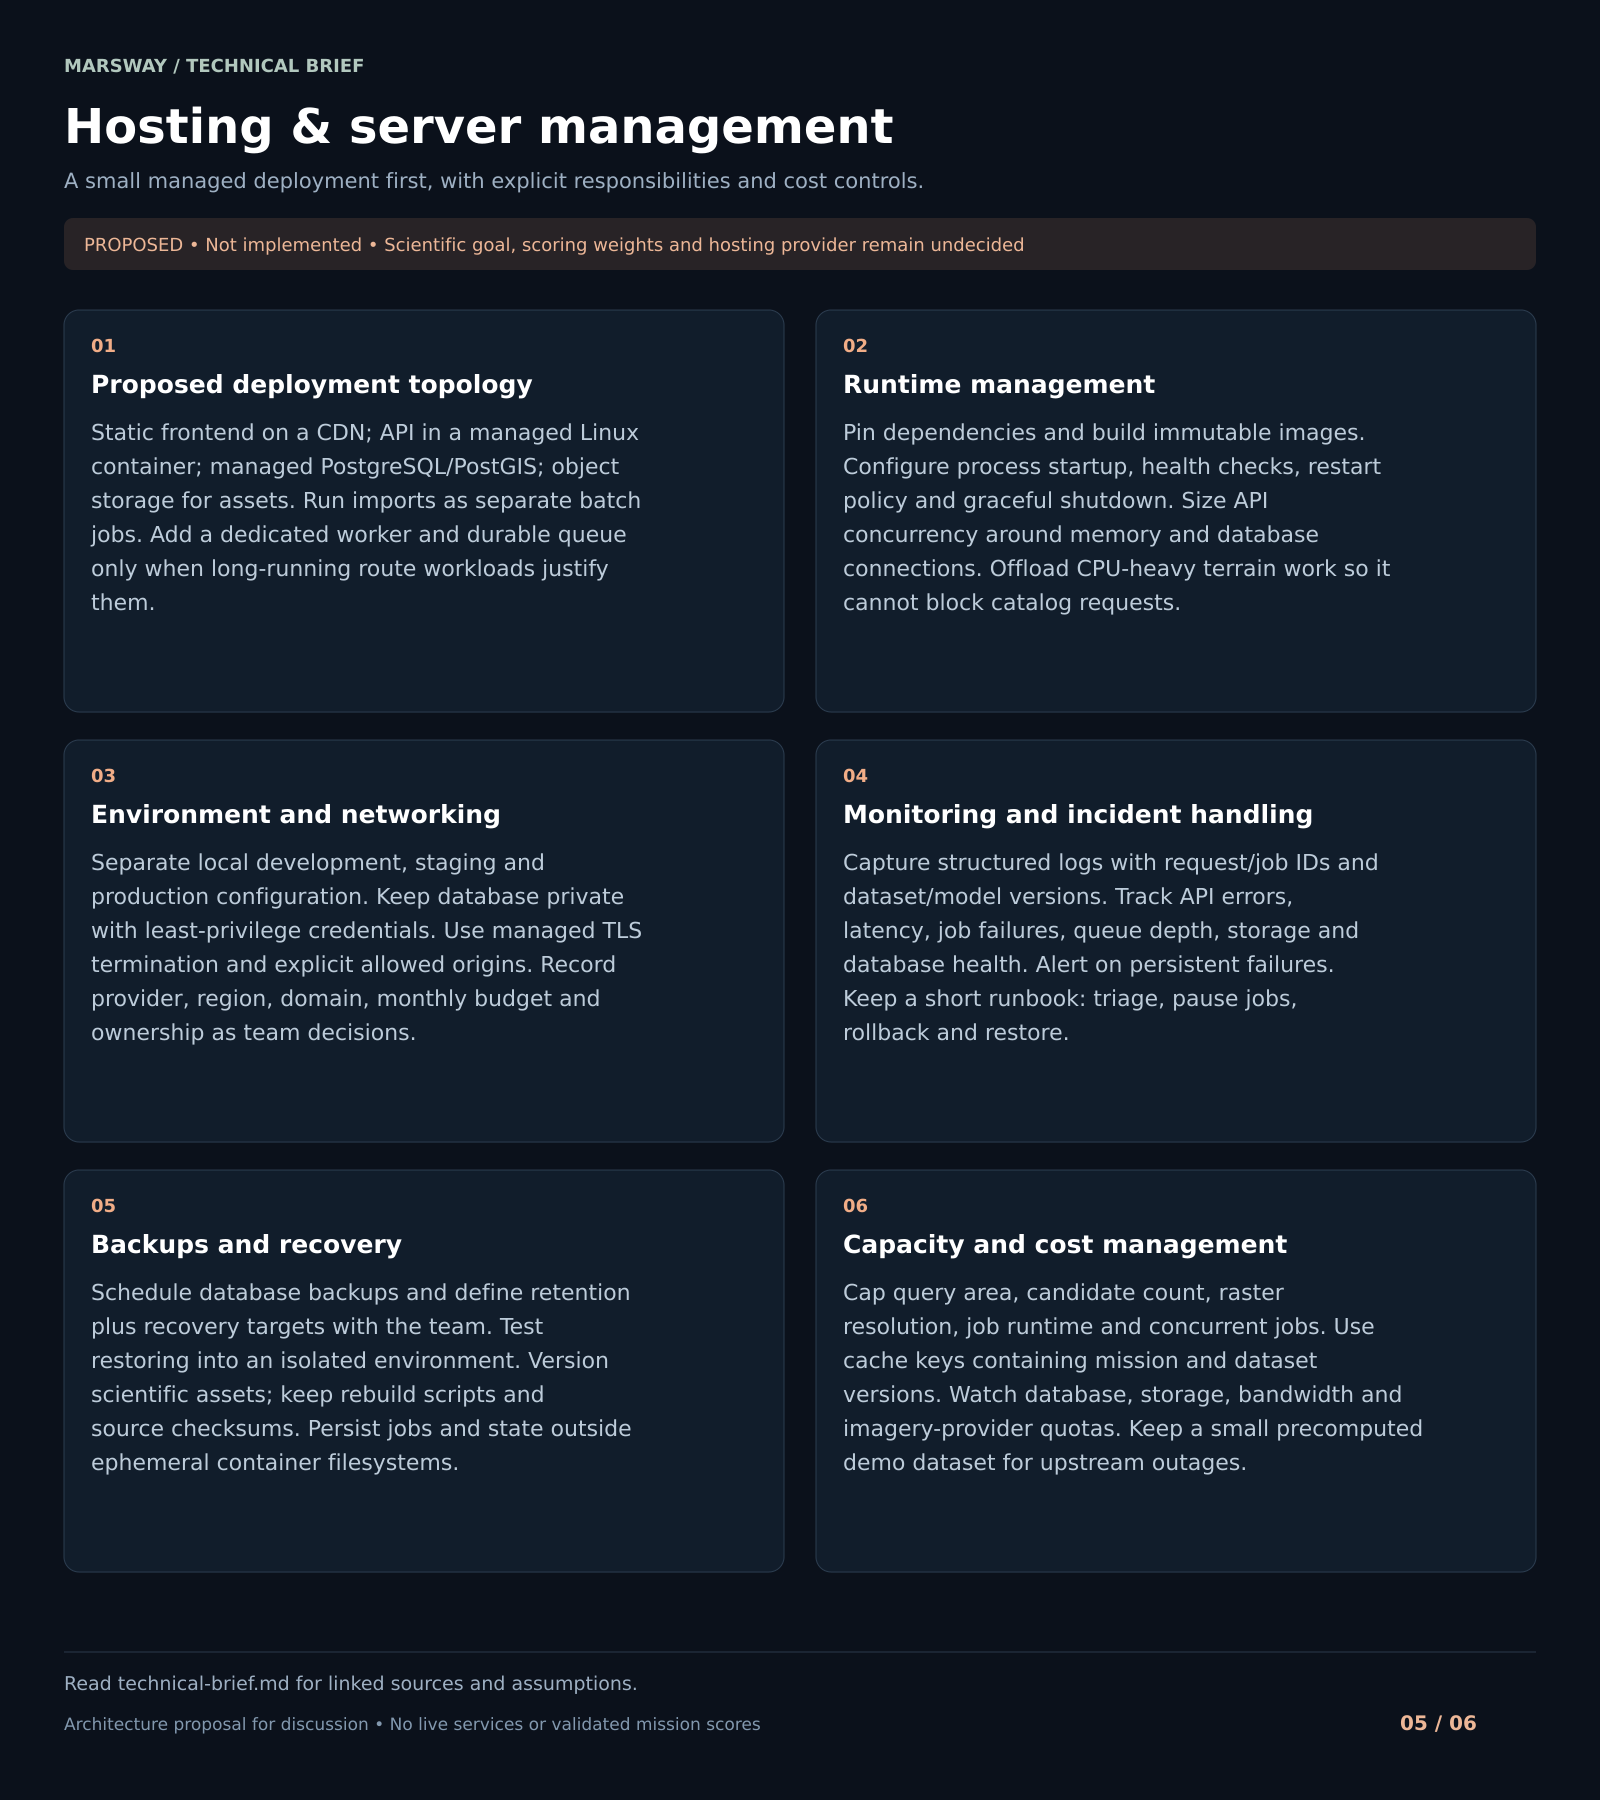 MARSWAY / TECHNICAL BRIEF
Hosting & server management
A small managed deployment first, with explicit responsibilities and cost controls.
PROPOSED • Not implemented • Scientific goal, scoring weights and hosting provider remain undecided
01
Proposed deployment topology
Static frontend on a CDN; API in a managed Linux
container; managed PostgreSQL/PostGIS; object
storage for assets. Run imports as separate batch
jobs. Add a dedicated worker and durable queue
only when long-running route workloads justify
them.
02
Runtime management
Pin dependencies and build immutable images.
Configure process startup, health checks, restart
policy and graceful shutdown. Size API
concurrency around memory and database
connections. Offload CPU-heavy terrain work so it
cannot block catalog requests.
03
Environment and networking
Separate local development, staging and
production configuration. Keep database private
with least-privilege credentials. Use managed TLS
termination and explicit allowed origins. Record
provider, region, domain, monthly budget and
ownership as team decisions.
04
Monitoring and incident handling
Capture structured logs with request/job IDs and
dataset/model versions. Track API errors,
latency, job failures, queue depth, storage and
database health. Alert on persistent failures.
Keep a short runbook: triage, pause jobs,
rollback and restore.
05
Backups and recovery
Schedule database backups and define retention
plus recovery targets with the team. Test
restoring into an isolated environment. Version
scientific assets; keep rebuild scripts and
source checksums. Persist jobs and state outside
ephemeral container filesystems.
06
Capacity and cost management
Cap query area, candidate count, raster
resolution, job runtime and concurrent jobs. Use
cache keys containing mission and dataset
versions. Watch database, storage, bandwidth and
imagery-provider quotas. Keep a small precomputed
demo dataset for upstream outages.
Read technical-brief.md for linked sources and assumptions.
Architecture proposal for discussion • No live services or validated mission scores
05 / 06